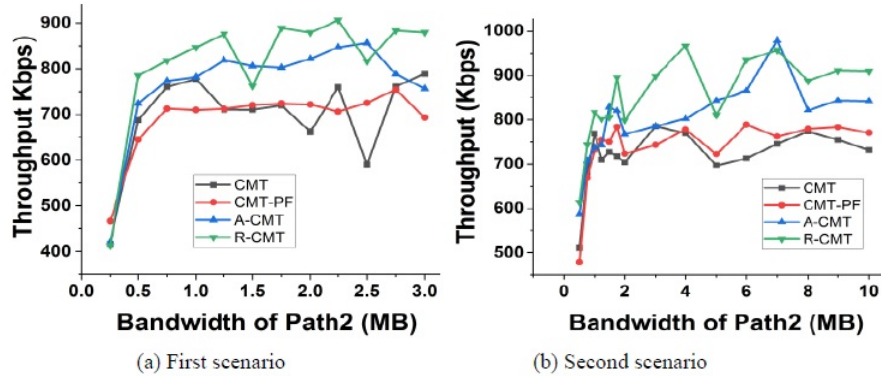 Throughput Kbps
900
800
700
600
500
400
CMT
CMT-PF
A-CMT
R-CMT
0.0 0.5 1.0 1.5 2.0 2.5 3.0
Bandwidth of Path2 (MB)
(a) First scenario
Throughput (Kbps)
1000
900
800
700
600
500
CMT
CMT-PF
A-CMT
R-CMT
0 2 4 6 8 10
Bandwidth of Path2 (MB)
(b) Second scenario